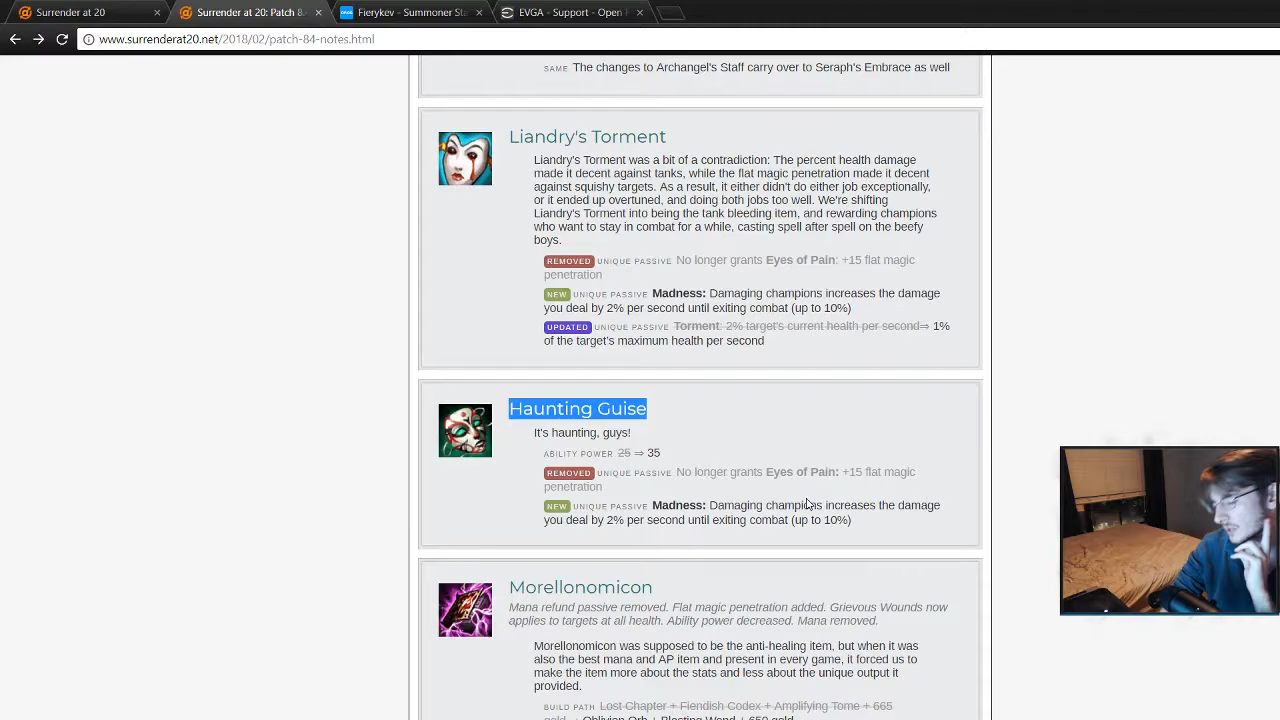 Surrender at 20
Surrender at 20: Patch 8.
Fierykev - Summoner Sta
EVGA - Support - Open
www.surrenderat20.net/2018/02/patch-84-notes.html
SAME The changes to Archangel's Staff carry over to Seraph's Embrace as well
Liandry's Torment
Liandry's Torment was a bit of a contradiction: The percent health damage
made it decent against tanks, while the flat magic penetration made it decent
against squishy targets. As a result, it either didn't do either job exceptionally,
or it ended up overtuned, and doing both jobs too well. We're shifting
Liandry's Torment into being the tank bleeding item, and rewarding champions
who want to stay in combat for a while, casting spell after spell on the beefy
boys.
REMOVED UNIQUE PASSIVE No longer grants Eyes of Pain: +15 flat magic
penetration
NEW UNIQUE PASSIVE Madness: Damaging champions increases the damage
you deal by 2% per second until exiting combat (up to 10%)
UPDATED UNIQUE PASSIVE Torment: 2% target's current health per second ⇒ 1%
of the target's maximum health per second
Haunting Guise
It's haunting, guys!
ABILITY POWER 25 ⇒ 35
REMOVED UNIQUE PASSIVE No longer grants Eyes of Pain: +15 flat magic
penetration
NEW UNIQUE PASSIVE Madness: Damaging champions increases the damage
you deal by 2% per second until exiting combat (up to 10%)
Morellonomicon
Mana refund passive removed. Flat magic penetration added. Grievous Wounds now
applies to targets at all health. Ability power decreased. Mana removed.
Morellonomicon was supposed to be the anti-healing item, but when it was
also the best mana and AP item and present in every game, it forced us to
make the item more about the stats and less about the unique output it
provided.
BUILD PATH Lost Chapter + Fiendish Codex + Amplifying Tome + 665
gold ⇒ Oblivion Orb + Blasting Wand + 650 gold